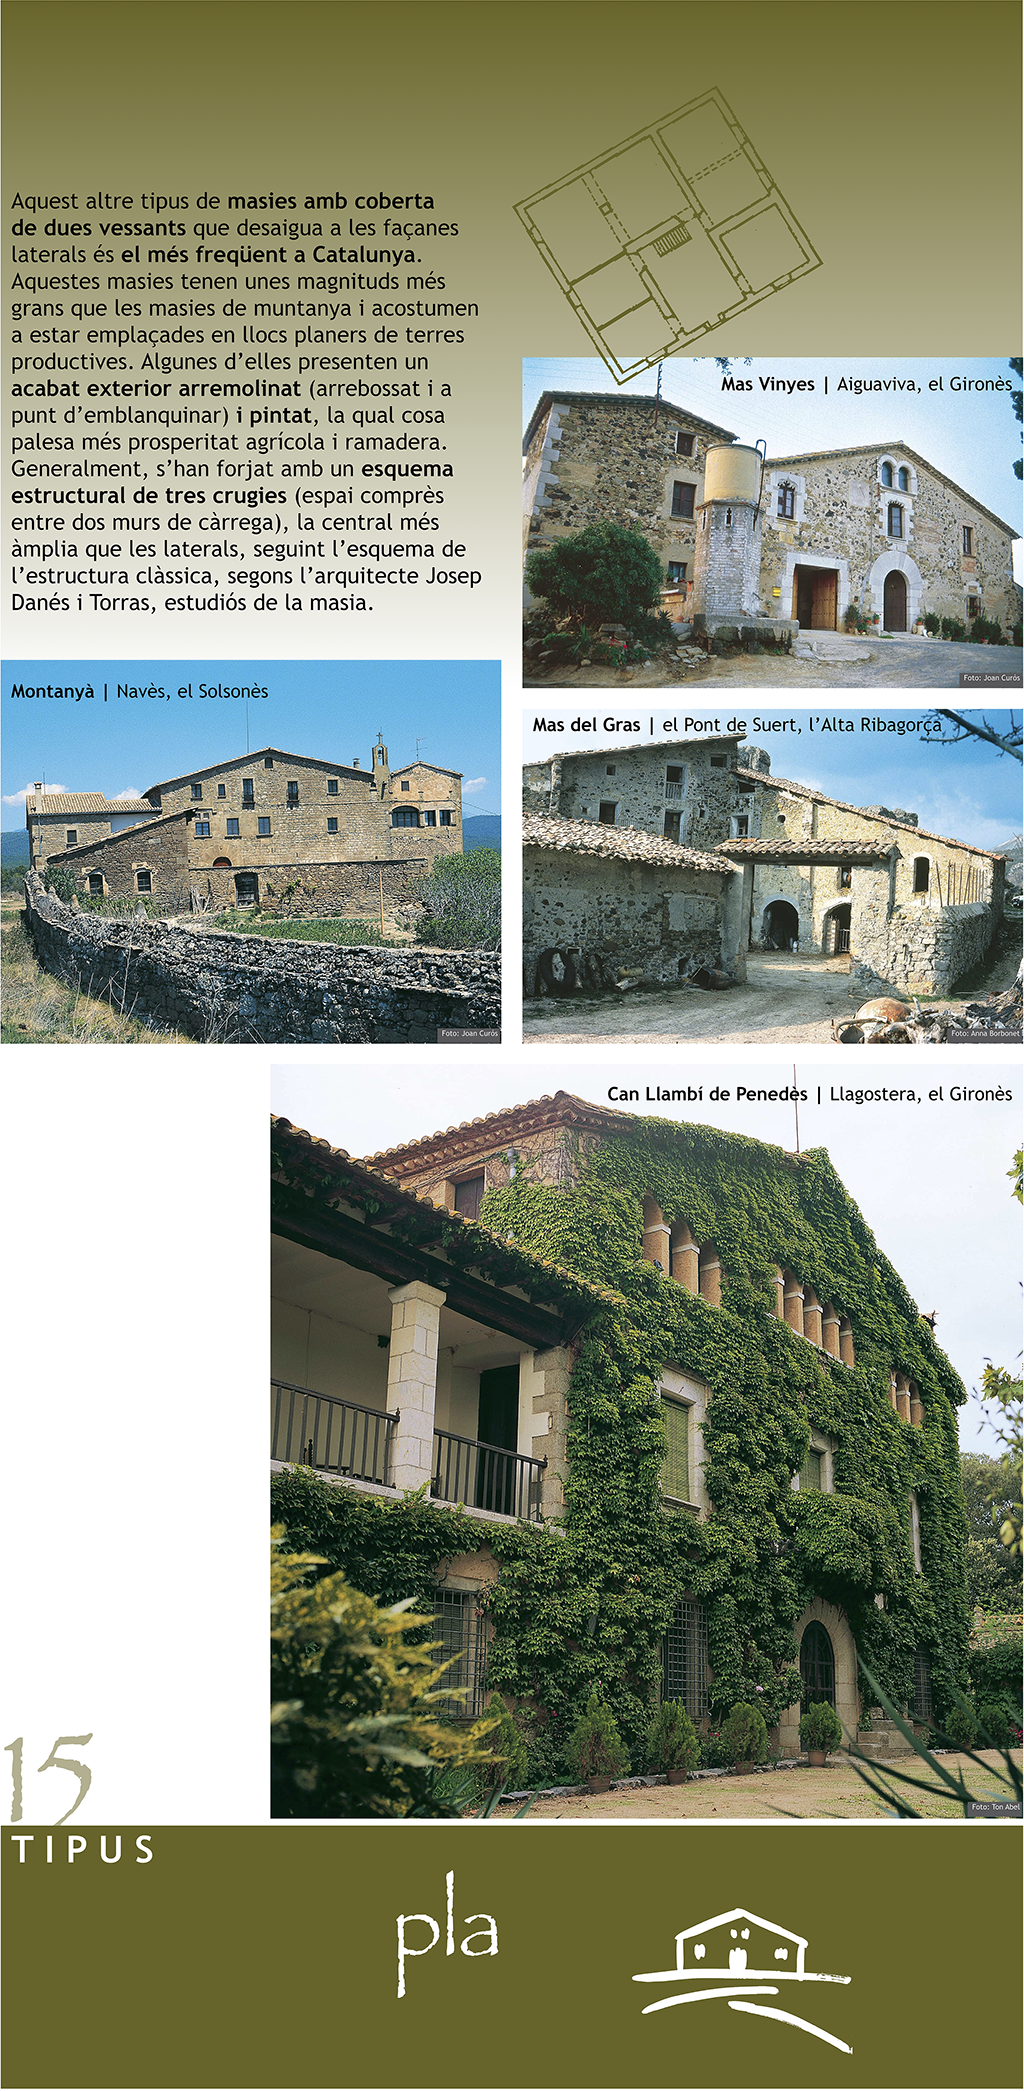 Aquest altre tipus de masies amb coberta
de dues vessants que desaigua a les façanes
laterals és el més freqüent a Catalunya.
Aquestes masies tenen unes magnituds més
grans que les masies de muntanya i acostumen
a estar emplaçades en llocs planers de terres
productives. Algunes d’elles presenten un
acabat exterior arremolinat (arrebossat i a
punt d’emblanquinar) i pintat, la qual cosa
palesa més prosperitat agrícola i ramadera.
Generalment, s’han forjat amb un esquema
estructural de tres crugies (espai comprès
entre dos murs de càrrega), la central més
àmplia que les laterals, seguint l’esquema de
l’estructura clàssica, segons l’arquitecte Josep
Danés i Torras, estudiós de la masia.
Mas Vinyes | Aiguaviva, el Gironès
Foto: Joan Curós
Montanyà | Navès, el Solsonès
Foto: Joan Curós
Mas del Gras | el Pont de Suert, l’Alta Ribagorça
Foto: Anna Borbonet
Can Llambí de Penedès | Llagostera, el Gironès
Foto: Ton Abel
15
TIPUS
pla